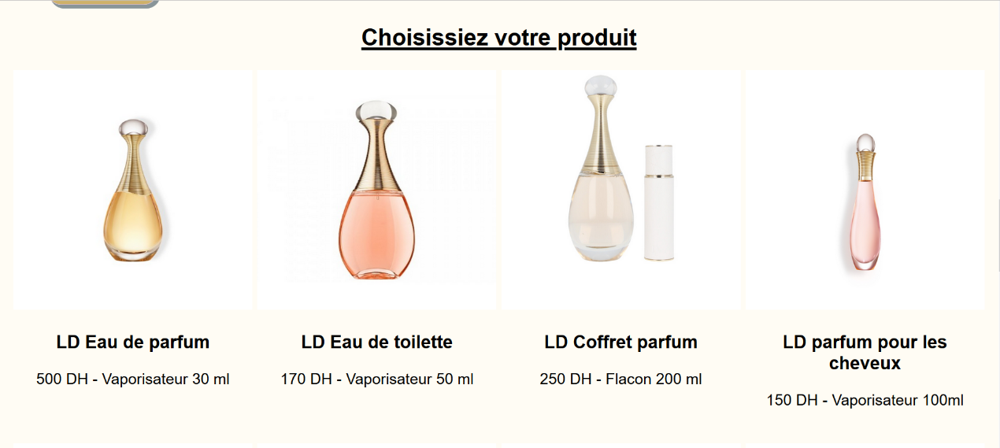 Choisissiez votre produit
LD Eau de parfum
500 DH - Vaporisateur 30 ml
LD Eau de toilette
170 DH - Vaporisateur 50 ml
LD Coffret parfum
250 DH - Flacon 200 ml
LD parfum pour les
cheveux
150 DH - Vaporisateur 100ml